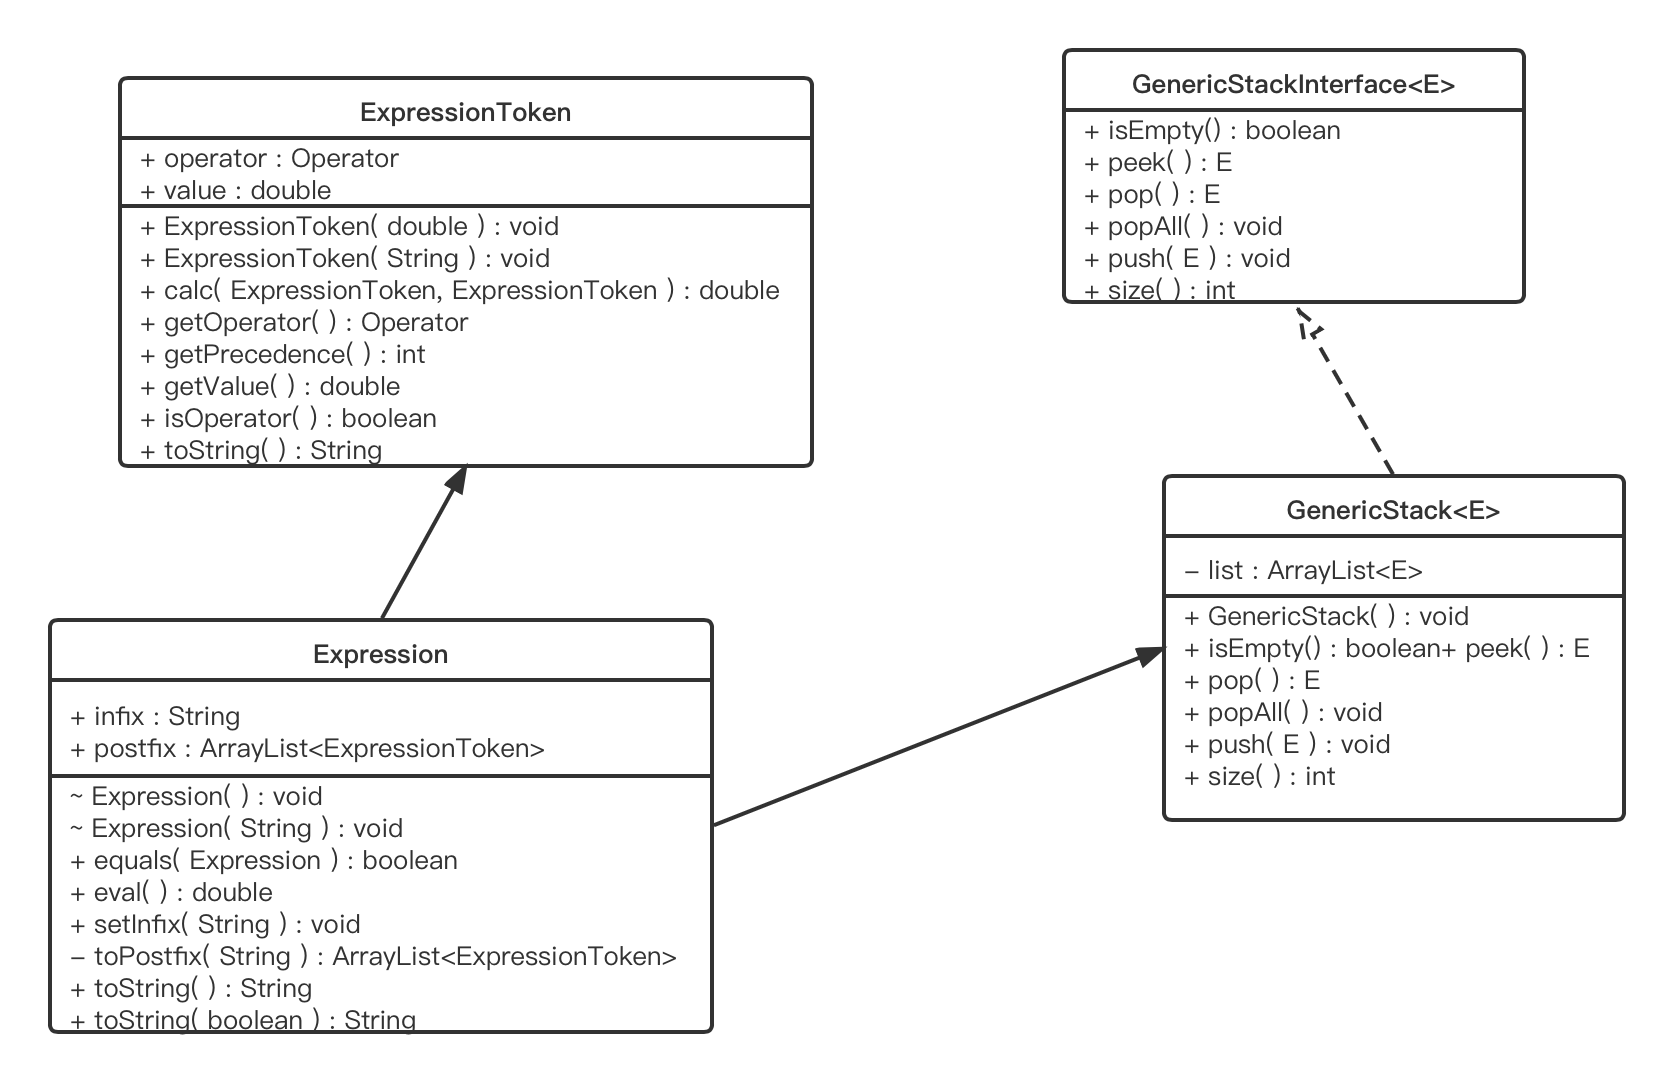 ExpressionToken
+ operator : Operator
+ value : double
+ ExpressionToken( double ) : void
+ ExpressionToken( String ) : void
+ calc( ExpressionToken, ExpressionToken ) : double
+ getOperator( ) : Operator
+ getPrecedence( ) : int
+ getValue( ) : double
+ isOperator( ) : boolean
+ toString( ) : String
GenericStackInterface<E>
+ isEmpty() : boolean
+ peek( ) : E
+ pop( ) : E
+ popAll( ) : void
+ push( E ) : void
+ size( ) : int
GenericStack<E>
- list : ArrayList<E>
+ GenericStack( ) : void
+ isEmpty() : boolean+ peek( ) : E
+ pop( ) : E
+ popAll( ) : void
+ push( E ) : void
+ size( ) : int
Expression
+ infix : String
+ postfix : ArrayList<ExpressionToken>
~ Expression( ) : void
~ Expression( String ) : void
+ equals( Expression ) : boolean
+ eval( ) : double
+ setInfix( String ) : void
- toPostfix( String ) : ArrayList<ExpressionToken>
+ toString( ) : String
+ toString( boolean ) : String